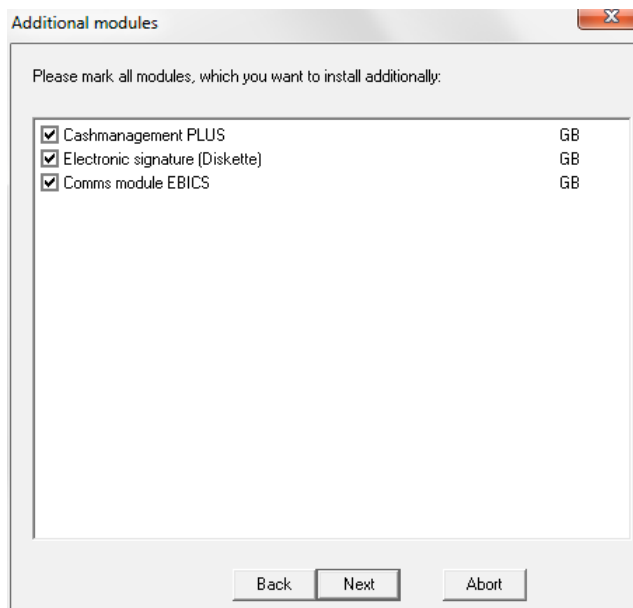 Additional modules
Please mark all modules, which you want to install additionally:
Cashmanagement PLUS GB
Electronic signature (Diskette) GB
Comms module EBICS GB
Back Next Abort